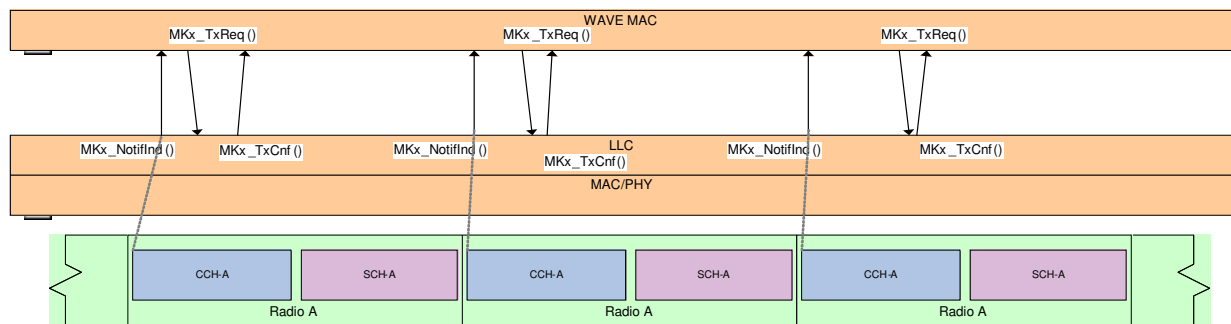 WAVE MAC
MKx_TxReq()
MKx_TxReq()
MKx_TxReq()
LLC
MKx_NotifInd()
MKx_TxCnf()
MKx_NotifInd()
MKx_TxCnf()
MKx_NotifInd()
MKx_TxCnf()
MAC/PHY
CCH-A
SCH-A
CCH-A
SCH-A
CCH-A
SCH-A
Radio A
Radio A
Radio A